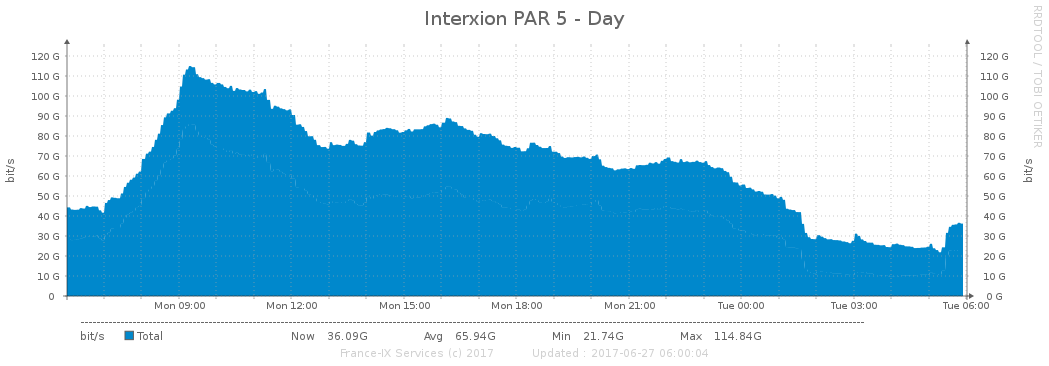 Interxion PAR 5 - Day
RRDTOOL / TOBI OETIKER
bit/s
bit/s
120 G 120 G
110 G 110 G
100 G 100 G
90 G 90 G
80 G 80 G
70 G 70 G
60 G 60 G
50 G 50 G
40 G 40 G
30 G 30 G
20 G 20 G
10 G 10 G
0 0 G
Mon 09:00 Mon 12:00 Mon 15:00 Mon 18:00 Mon 21:00 Tue 00:00 Tue 03:00 Tue 06:00
bit/s Total Now 36.09G Avg 65.94G Min 21.74G Max 114.84G
France-IX Services (c) 2017 Updated : 2017-06-27 06:00:04